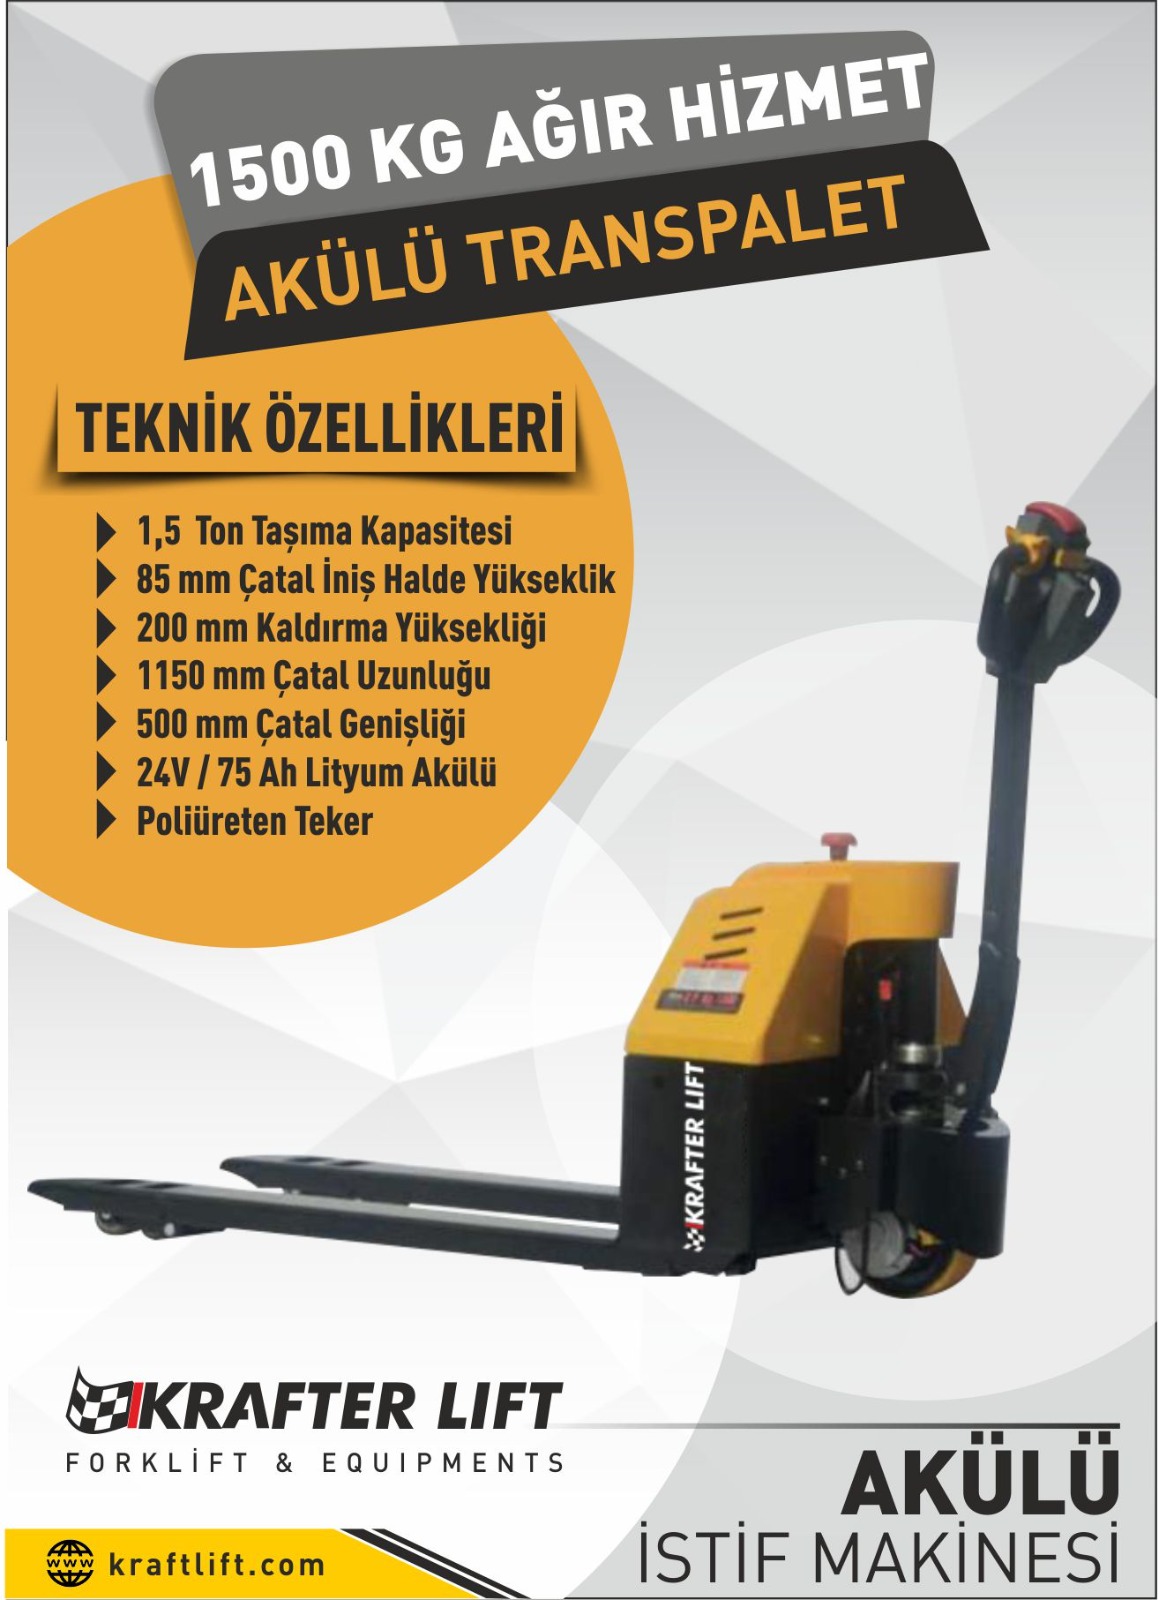 1500 KG AĞIR HİZMET
AKÜLÜ TRANSPALET
TEKNİK ÖZELLİKLERİ
1,5 Ton Taşıma Kapasitesi
85 mm Çatal İniş Halde Yükseklik
200 mm Kaldırma Yüksekliği
1150 mm Çatal Uzunluğu
500 mm Çatal Genişliği
24V / 75 Ah Lityum Akülü
Poliüreten Teker
KRAFTER LIFT
KRAFTER LIFT
FORKLİFT & EQUIPMENTS
AKÜLÜ
İSTİF MAKİNESİ
www
kraftlift.com